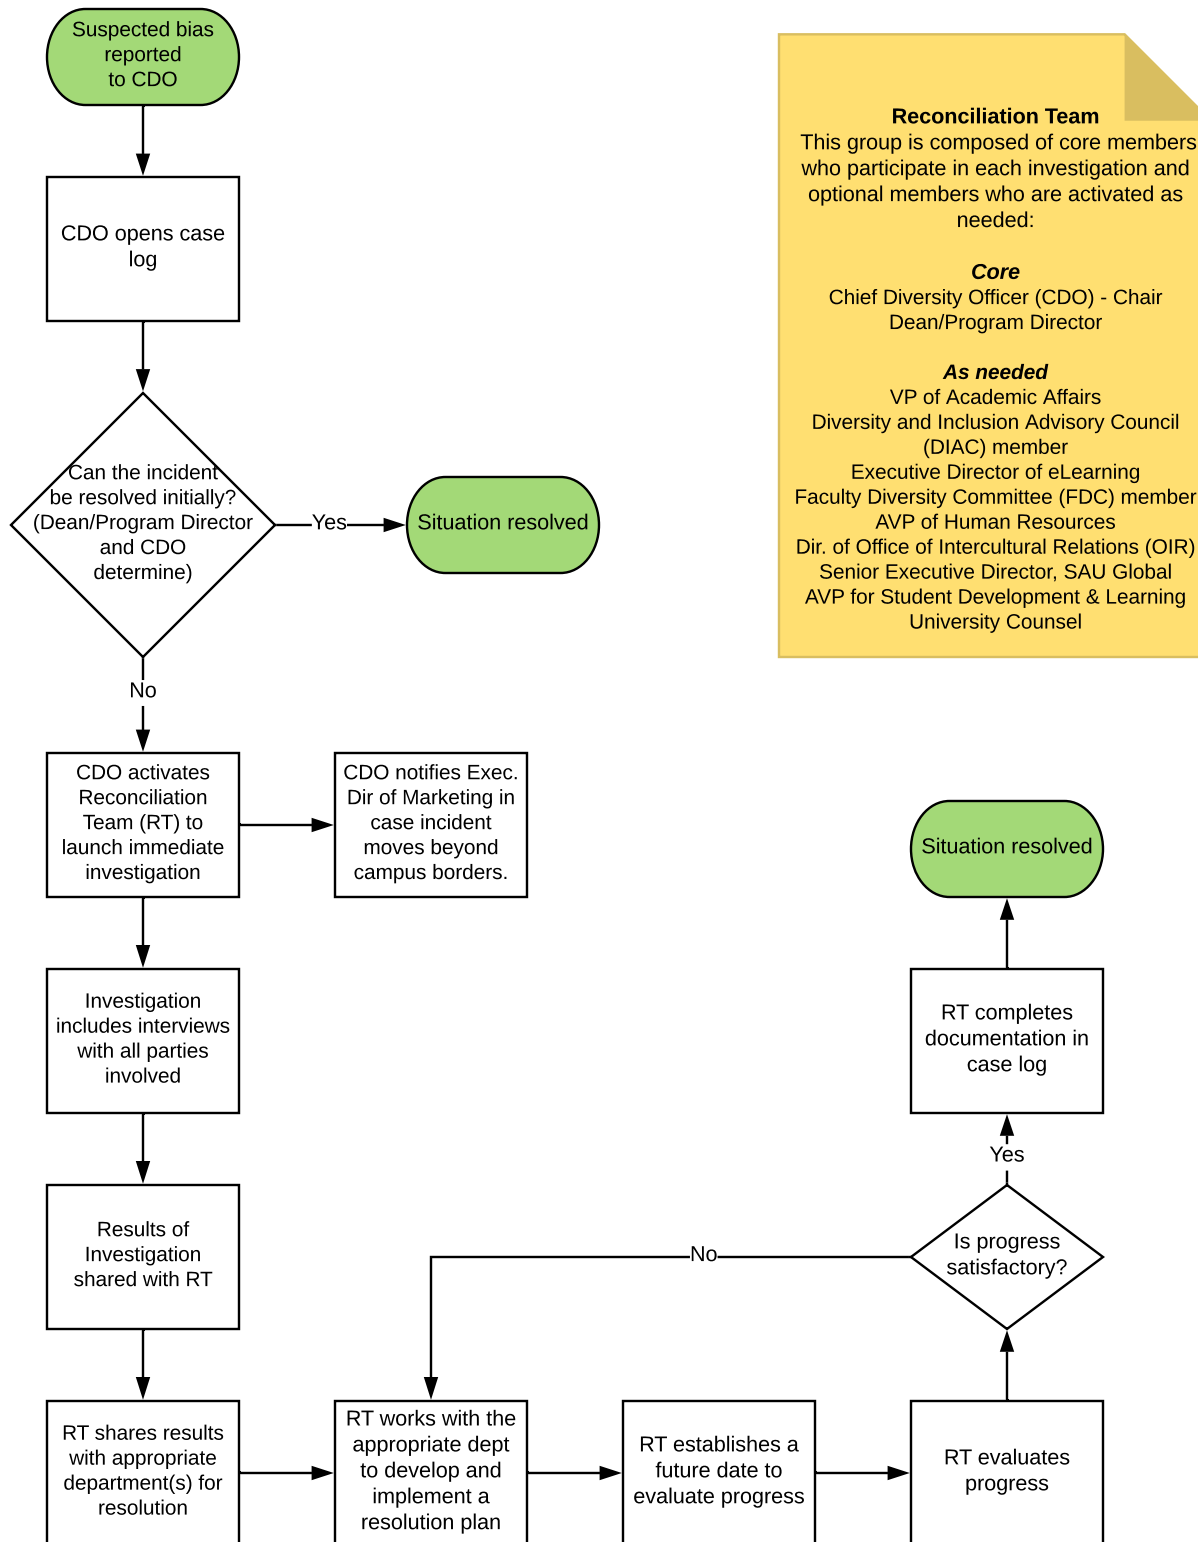 Suspected bias
reported
to CDO
CDO opens case
log
Can the incident
be resolved initially?
(Dean/Program Director
and CDO
determine)
Yes
Situation resolved
No
CDO activates
Reconciliation
Team (RT) to
launch immediate
investigation
CDO notifies Exec.
Dir of Marketing in
case incident
moves beyond
campus borders.
Investigation
includes interviews
with all parties
involved
Results of
Investigation
shared with RT
RT shares results
with appropriate
department(s) for
resolution
RT works with the
appropriate dept
to develop and
implement a
resolution plan
RT establishes a
future date to
evaluate progress
RT evaluates
progress
Is progress
satisfactory?
No
Yes
RT completes
documentation in
case log
Situation resolved
Reconciliation Team
This group is composed of core members
who participate in each investigation and
optional members who are activated as
needed:
Core
Chief Diversity Officer (CDO) - Chair
Dean/Program Director
As needed
VP of Academic Affairs
Diversity and Inclusion Advisory Council
(DIAC) member
Executive Director of eLearning
Faculty Diversity Committee (FDC) member
AVP of Human Resources
Dir. of Office of Intercultural Relations (OIR)
Senior Executive Director, SAU Global
AVP for Student Development & Learning
University Counsel